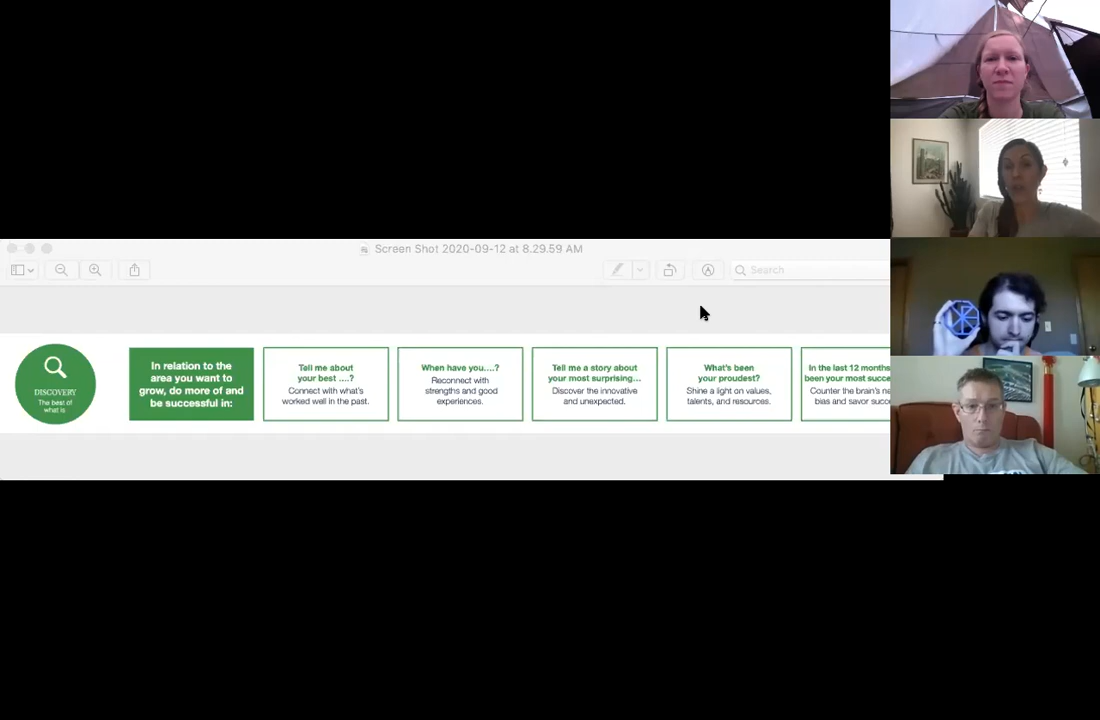 Screen Shot 2020-09-12 at 8.29.59 AM
Search
DISCOVERY
The best of
what is
In relation to the
area you want to
grow, do more of and
be successful in:
Tell me about
your best ....?
Connect with what's
worked well in the past.
When have you....?
Reconnect with
strengths and good
experiences.
Tell me a story about
your most surprising...
Discover the innovative
and unexpected.
What's been
your proudest?
Shine a light on values,
talents, and resources.
In the last 12 months
been your most
Counter the brain's
bias and savor